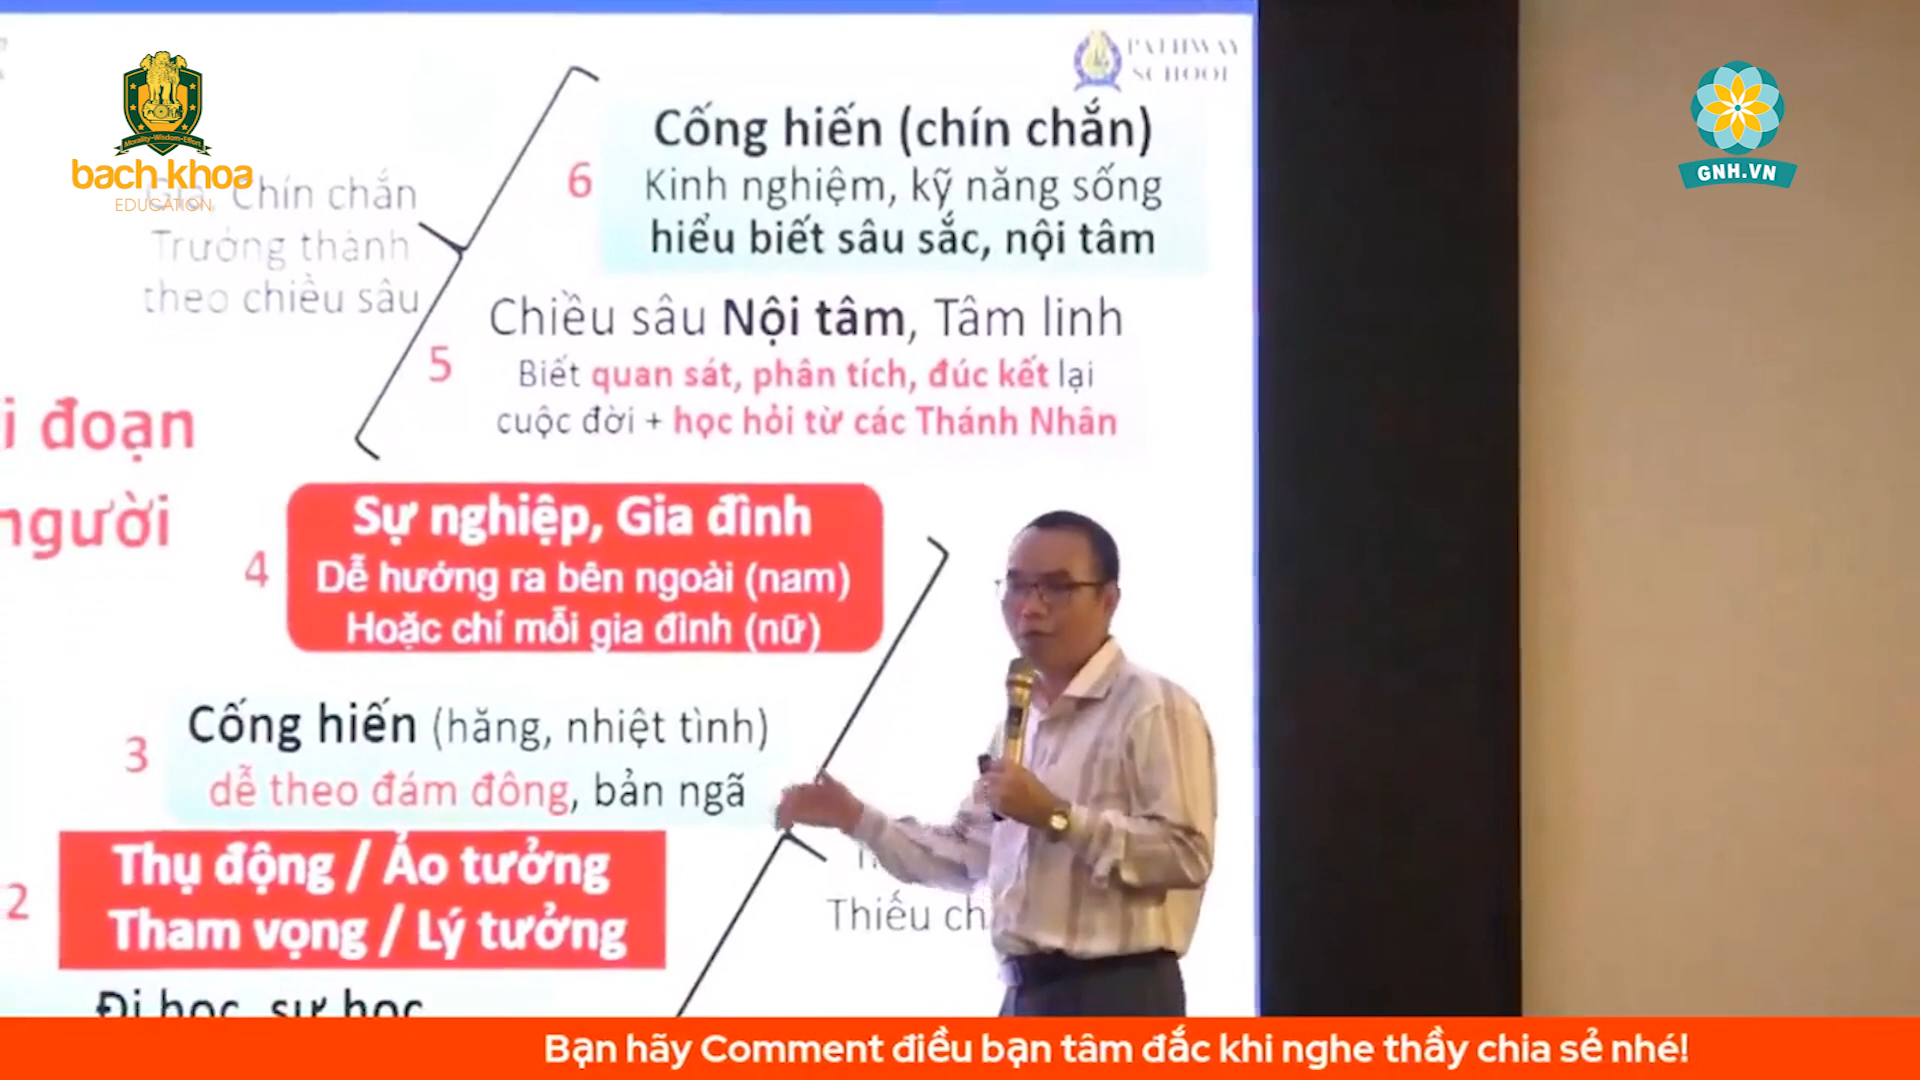 PATHWAY
SCHOOL
Morality-Wisdom-Effort
bach khoa
EDUCATION
GNH.VN
Chín chắn
Trưởng thành
theo chiều sâu
6
Cống hiến (chín chắn)
Kinh nghiệm, kỹ năng sống
hiểu biết sâu sắc, nội tâm
5
Chiều sâu Nội tâm, Tâm linh
Biết quan sát, phân tích, đúc kết lại
cuộc đời + học hỏi từ các Thánh Nhân
i đoạn
người
4
Sự nghiệp, Gia đình
Dễ hướng ra bên ngoài (nam)
Hoặc chỉ mỗi gia đình (nữ)
3
Cống hiến (hăng, nhiệt tình)
dễ theo đám đông, bản ngã
2
Thụ động / Ảo tưởng
Tham vọng / Lý tưởng
Thiếu ch
Đi học, sự học
Bạn hãy Comment điều bạn tâm đắc khi nghe thầy chia sẻ nhé!